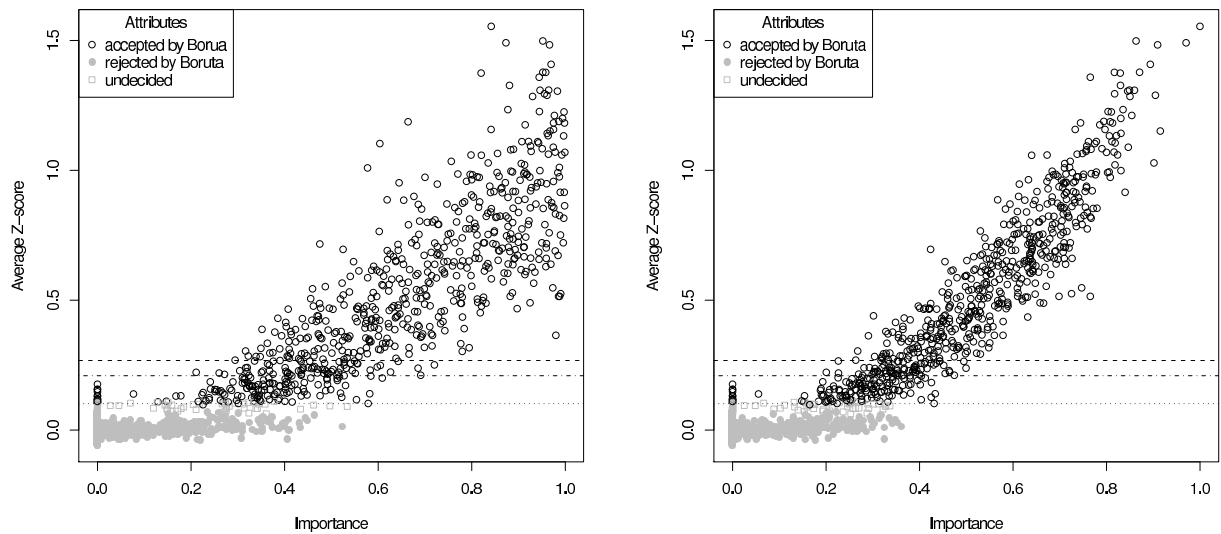 Attributes
accepted by Borua
rejected by Boruta
undecided
Average Z−score
0.0
0.5
1.0
1.5
0.0
0.2
0.4
0.6
0.8
1.0
Importance
Attributes
accepted by Boruta
rejected by Boruta
undecided
Average Z−score
0.0
0.5
1.0
1.5
0.0
0.2
0.4
0.6
0.8
1.0
Importance